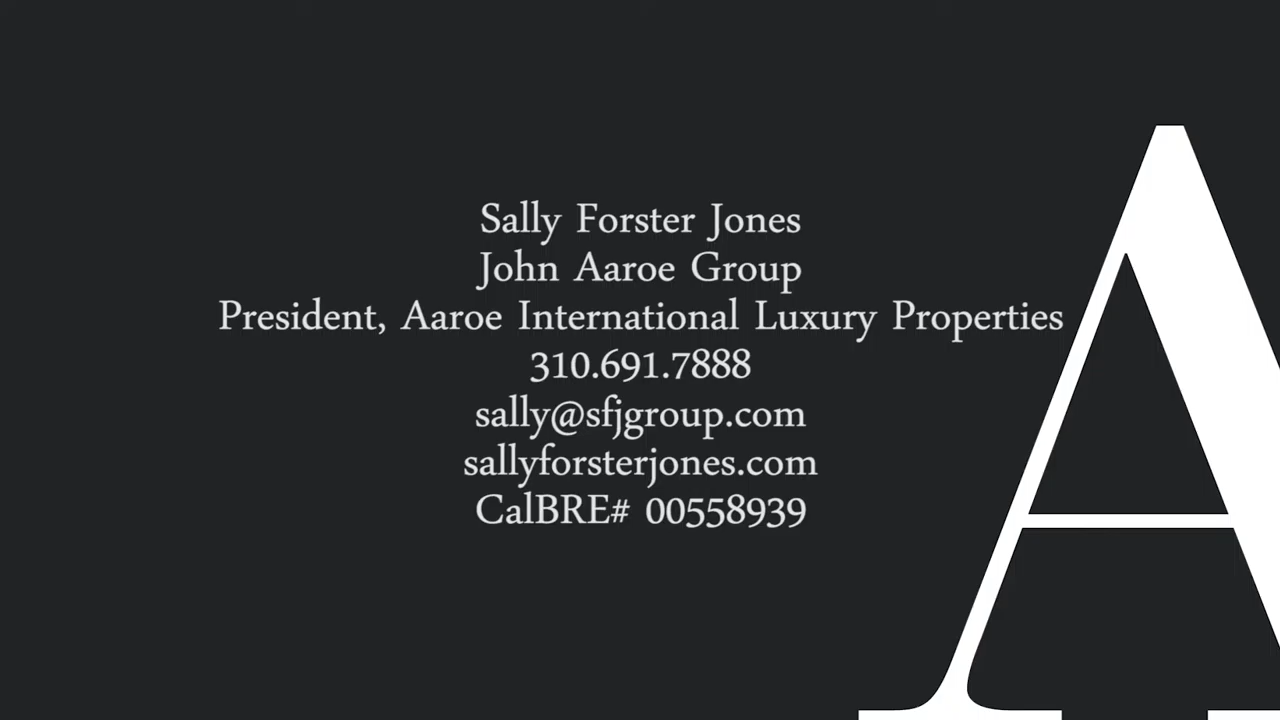 Sally Forster Jones
John Aaroe Group
President, Aaroe International Luxury Properties
310.691.7888
sally@sfjgroup.com
sallyforsterjones.com
CalBRE# 00558939
A